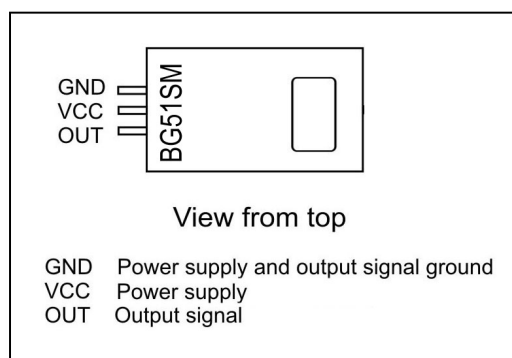 GND
VCC
OUT
BG51SM
View from top
GND Power supply and output signal ground
VCC Power supply
OUT Output signal